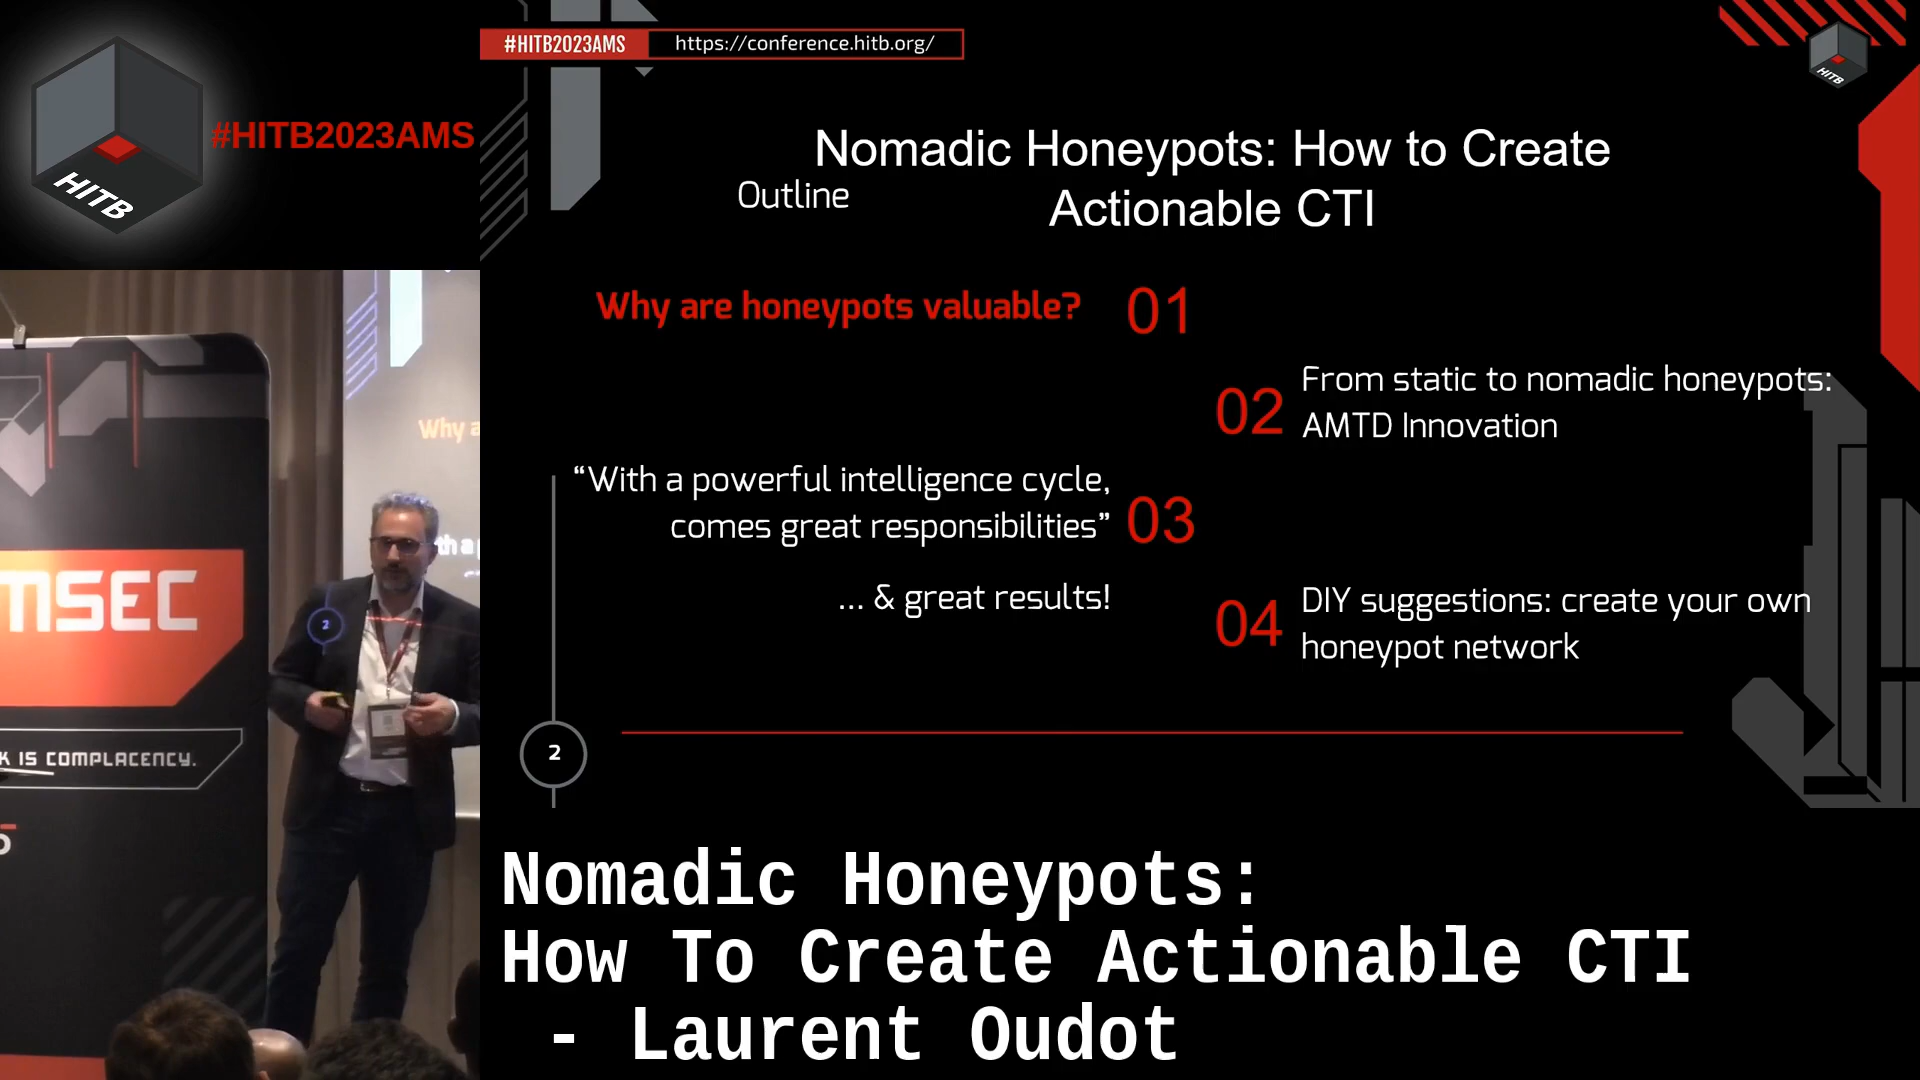 HITB
#HITB2023AMS
#HITB2023AMS
https://conference.hitb.org/
HITB
Nomadic Honeypots: How to Create
Actionable CTI
Outline
Why are honeypots valuable? 01
02 From static to nomadic honeypots:
AMTD Innovation
“With a powerful intelligence cycle,
comes great responsibilities” 03
... & great results!
04 DIY suggestions: create your own
honeypot network
2
Why a
th a
2
MSEC
K IS COMPLACENCY.
Nomadic Honeypots:
How To Create Actionable CTI
- Laurent Oudot